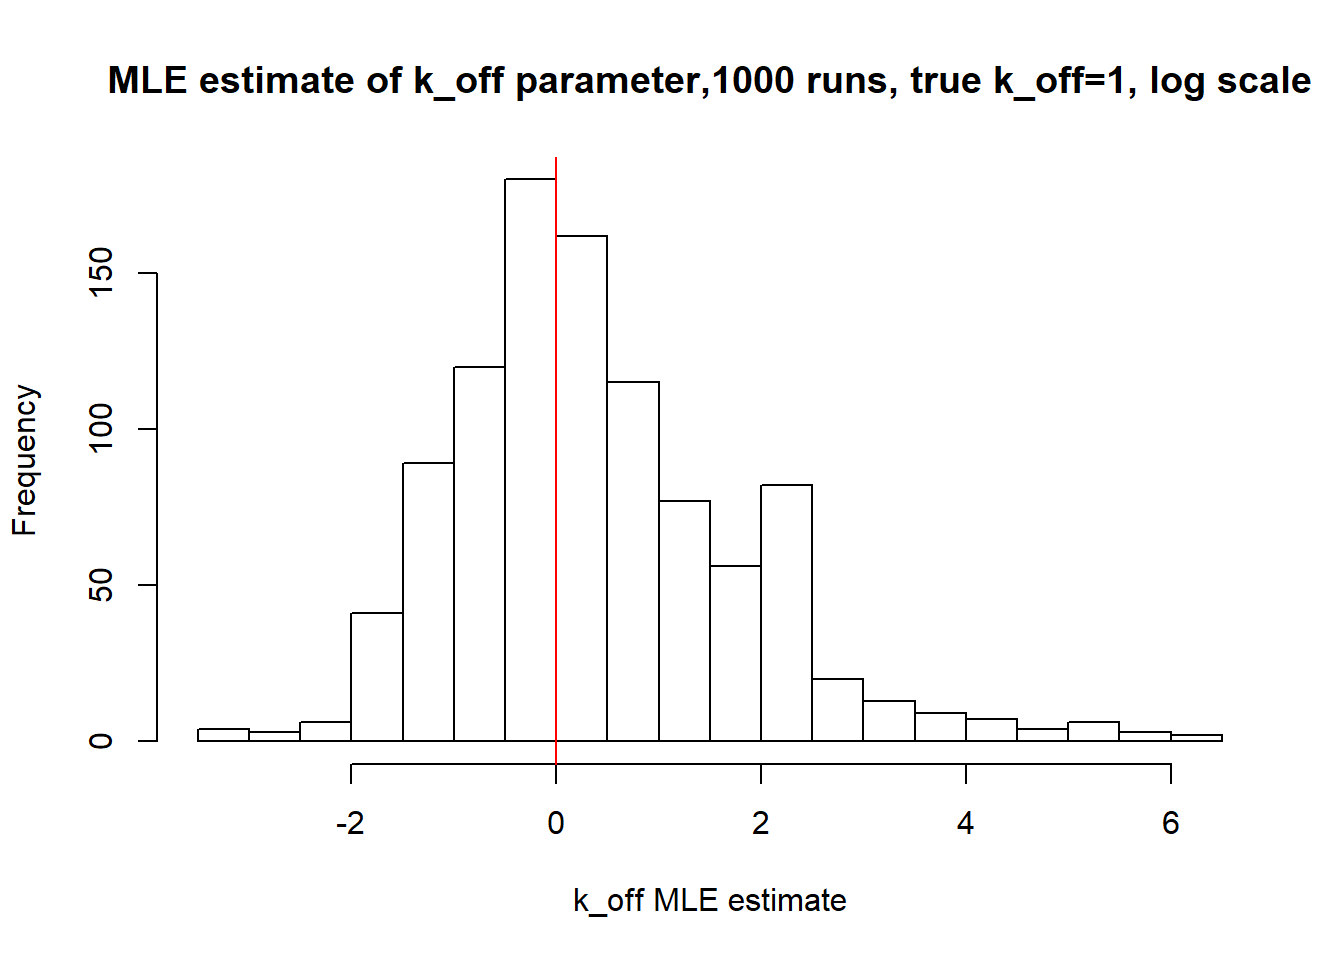 MLE estimate of k_off parameter,1000 runs, true k_off=1, log scale
150
100
50
0
Frequency
-2 0 2 4 6
k_off MLE estimate